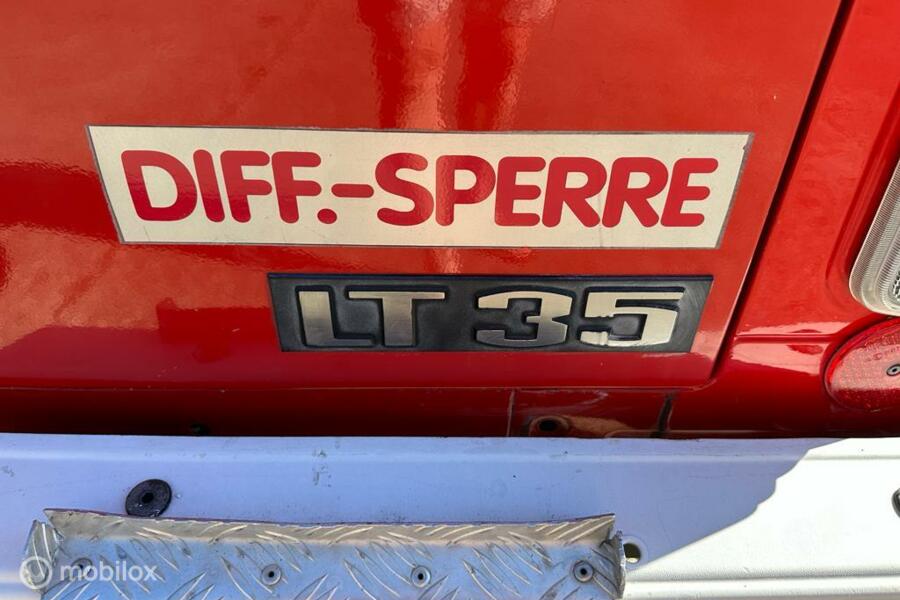 DIFF.-SPERRE
LT 35
mobilox